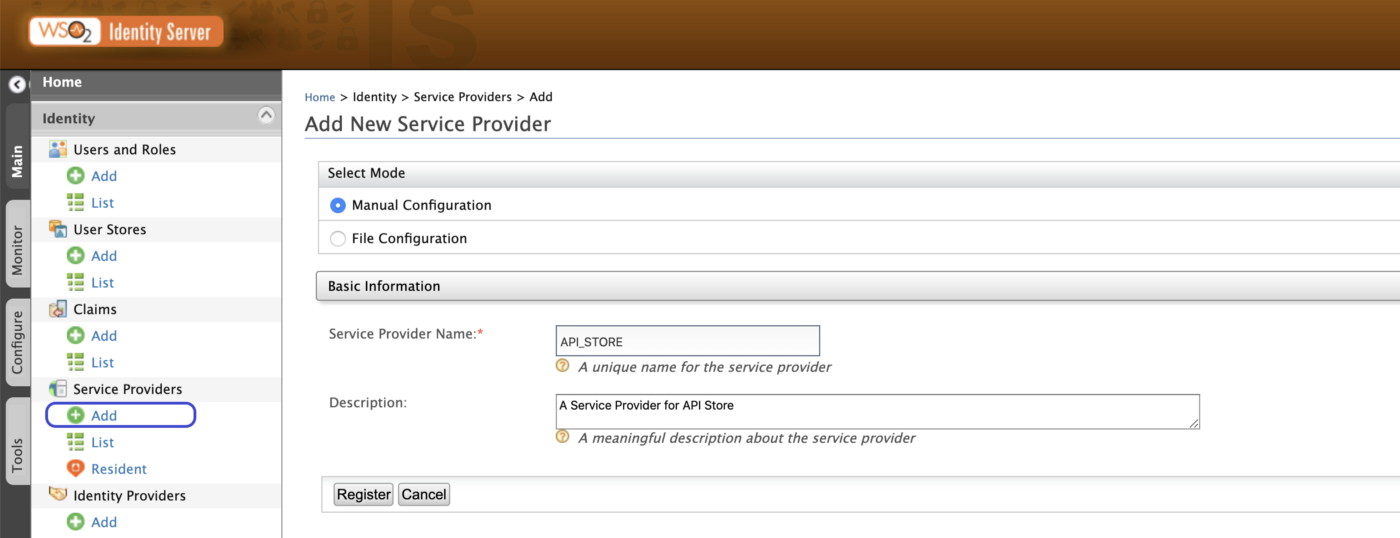 WSO2 Identity Server
Home
Identity
Users and Roles
Add
List
User Stores
Add
List
Claims
Add
List
Service Providers
Add
List
Resident
Identity Providers
Add
Main
Monitor
Configure
Tools
Home > Identity > Service Providers > Add
Add New Service Provider
Select Mode
Manual Configuration
File Configuration
Basic Information
Service Provider Name:*
API_STORE
A unique name for the service provider
Description:
A Service Provider for API Store
A meaningful description about the service provider
Register Cancel